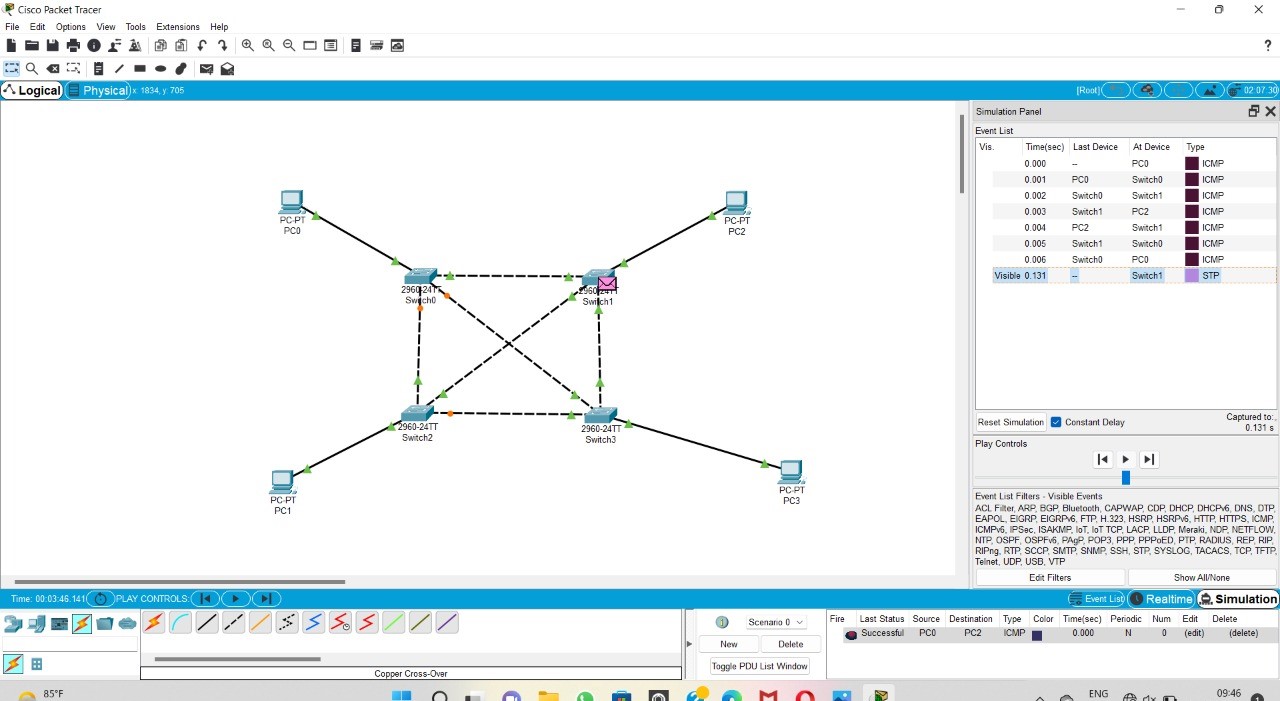 Cisco Packet Tracer
File Edit Options View Tools Extensions Help
?
Logical Physical x: 1834, y: 705 [Root] 02:07:30
PC-PT
PC0
PC-PT
PC2
2960-24TT
Switch0
2960-24TT
Switch1
2960-24TT
Switch2
2960-24TT
Switch3
PC-PT
PC1
PC-PT
PC3
Simulation Panel
Event List
Vis. Time(sec) Last Device At Device Type
0.000 -- PC0 ICMP
0.001 PC0 Switch0 ICMP
0.002 Switch0 Switch1 ICMP
0.003 Switch1 PC2 ICMP
0.004 PC2 Switch1 ICMP
0.005 Switch1 Switch0 ICMP
0.006 Switch0 PC0 ICMP
Visible 0.131 -- Switch1 STP
Reset Simulation Constant Delay Captured to:
0.131 s
Play Controls
Event List Filters - Visible Events
ACL Filter, ARP, BGP, Bluetooth, CAPWAP, CDP, DHCP, DHCPv6, DNS, DTP,
EAPOL, EIGRP, EIGRPv6, FTP, H.323, HSRP, HSRPv6, HTTP, HTTPS, ICMP,
ICMPv6, IPSec, ISAKMP, IoT, IoT TCP, LACP, LLDP, Meraki, NDP, NETFLOW,
NTP, OSPF, OSPFv6, PAgP, POP3, PPP, PPPoED, PTP, RADIUS, REP, RIP,
RIPng, RTP, SCCP, SMTP, SNMP, SSH, STP, SYSLOG, TACACS, TCP, TFTP,
Telnet, UDP, USB, VTP
Edit Filters Show All/None
Time: 00:03:46.141 PLAY CONTROLS: Event List Realtime Simulation
Scenario 0
New Delete
Toggle PDU List Window
Fire Last Status Source Destination Type Color Time(sec) Periodic Num Edit Delete
Successful PC0 PC2 ICMP 0.000 N 0 (edit) (delete)
Copper Cross-Over
85°F ENG 09:46